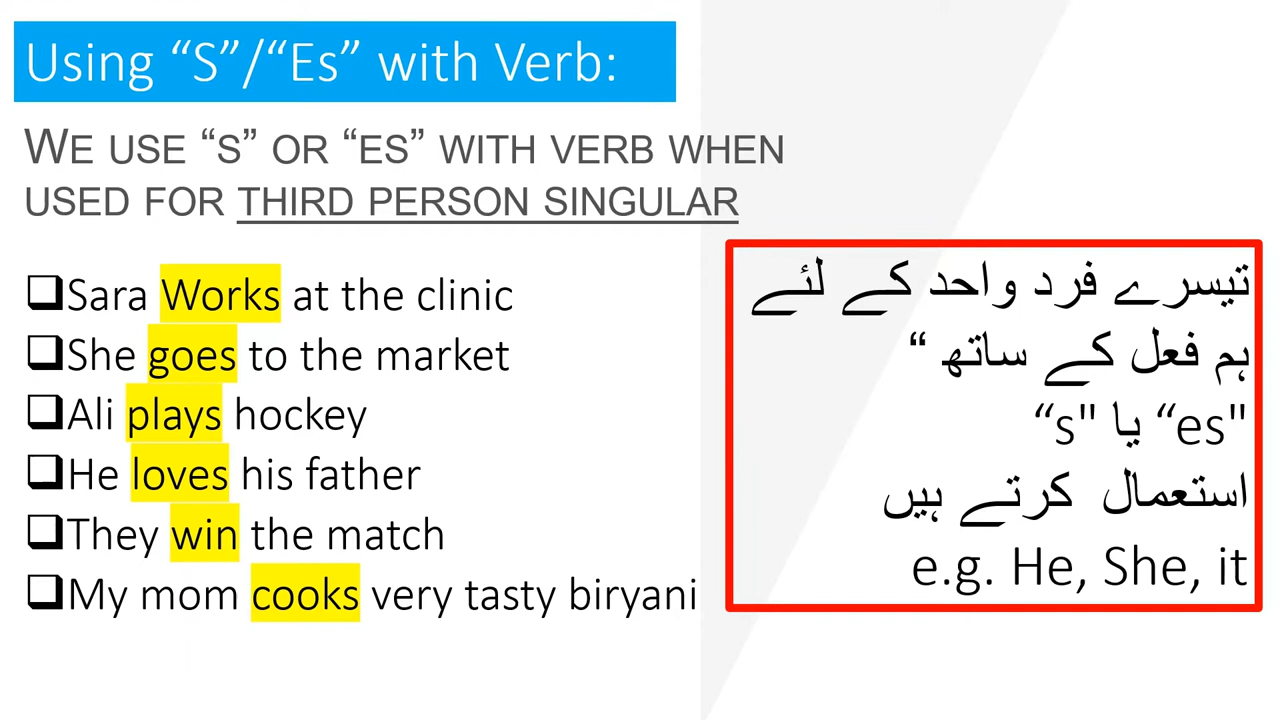 Using “S”/“Es” with Verb:
WE USE “S” OR “ES” WITH VERB WHEN
USED FOR THIRD PERSON SINGULAR
❑Sara Works at the clinic
❑She goes to the market
❑Ali plays hockey
❑He loves his father
❑They win the match
❑My mom cooks very tasty biryani
تیسرے فرد واحد کے لئے
ہم فعل کے ساتھ “
"es“ یا "s“
استعمال کرتے ہیں
e.g. He, She, it